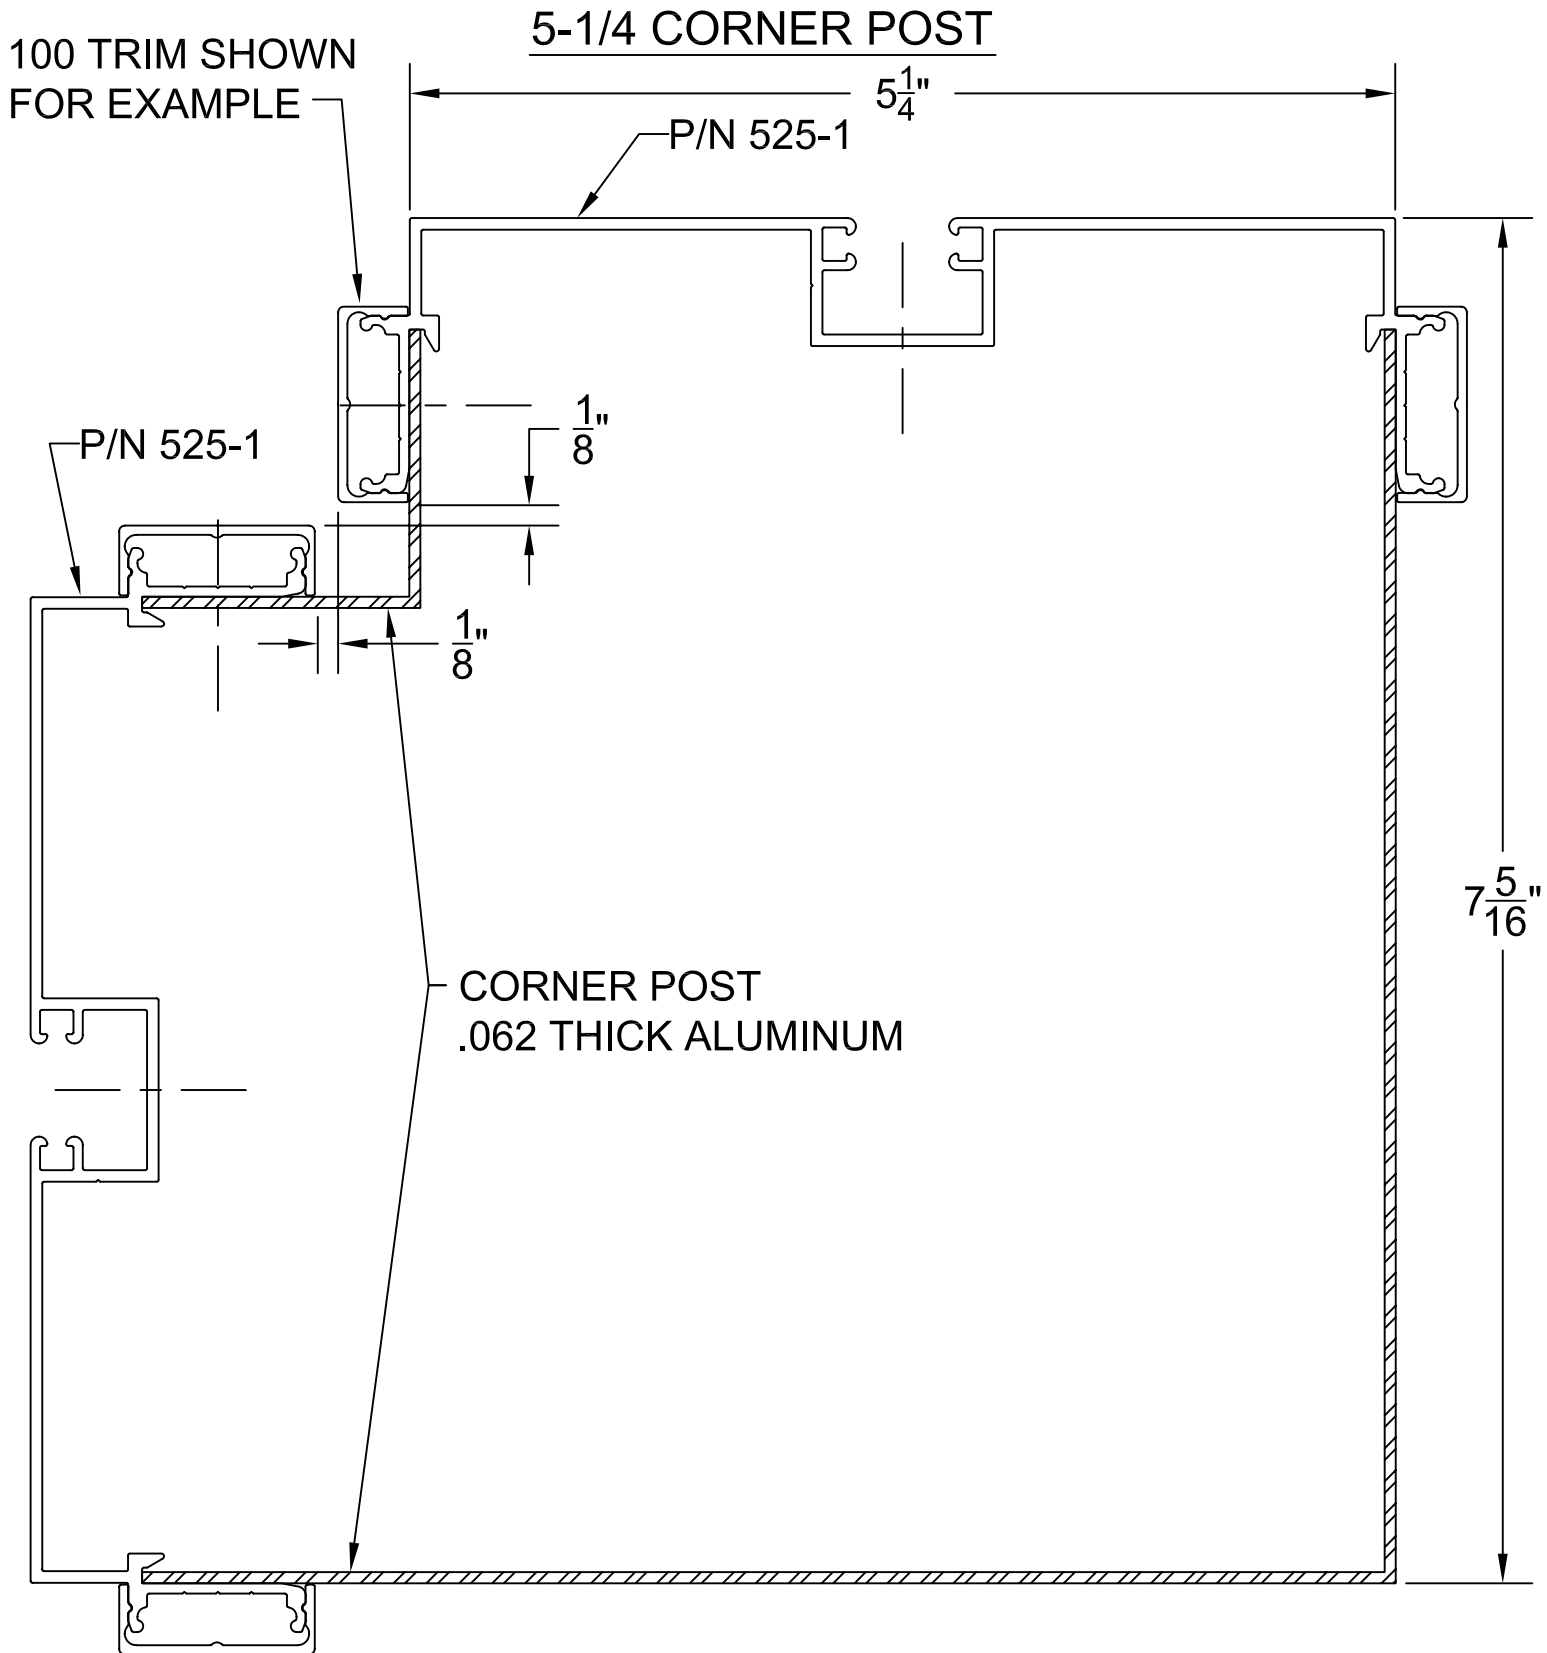 5-1/4 CORNER POST
100 TRIM SHOWN
FOR EXAMPLE
5 1/4"
P/N 525-1
1/8"
P/N 525-1
1/8"
7 5/16"
CORNER POST
.062 THICK ALUMINUM